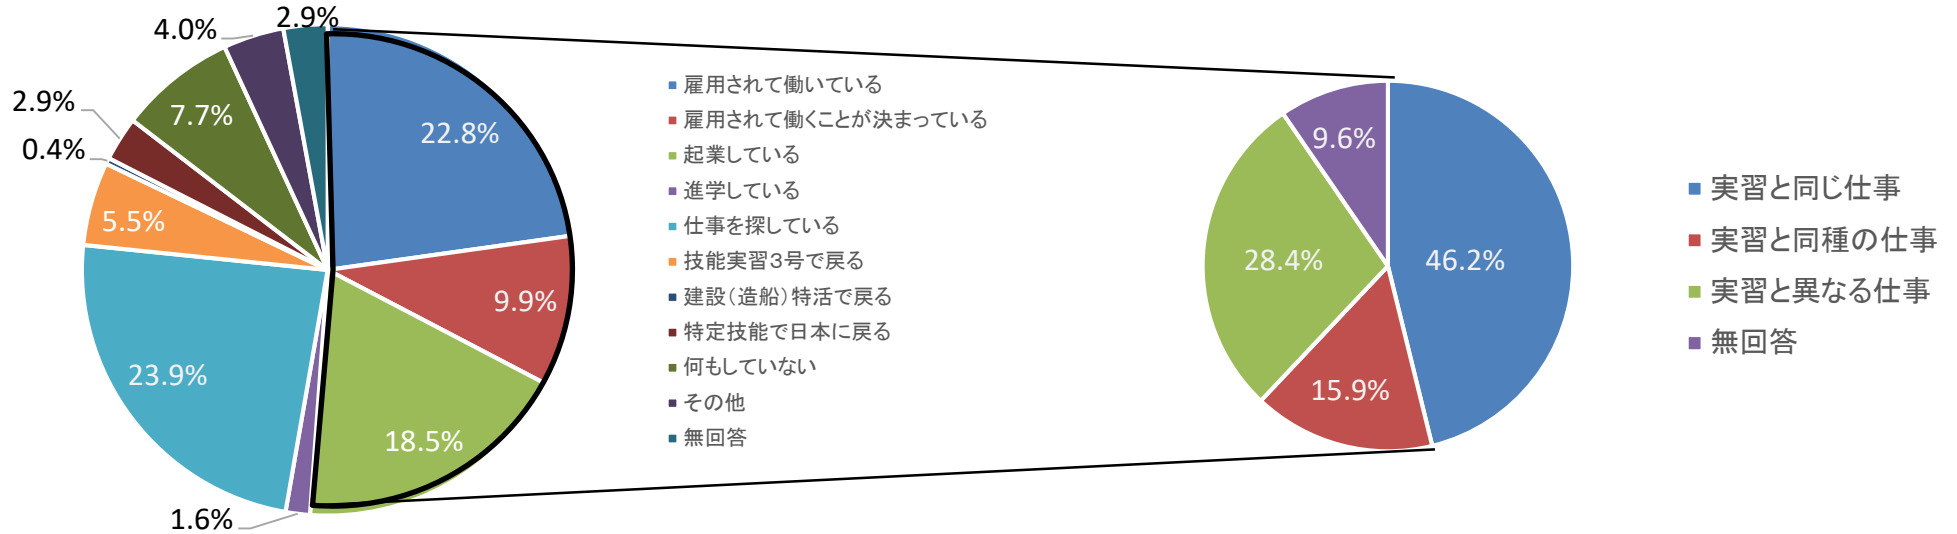 2.9%
4.0%
2.9%
7.7%
0.4%
5.5%
22.8%
9.9%
18.5%
23.9%
1.6%
雇用されて働いている
雇用されて働くことが決まっている
起業している
進学している
仕事を探している
技能実習3号で戻る
建設(造船)特活で戻る
特定技能で日本に戻る
何もしていない
その他
無回答
9.6%
28.4%
46.2%
15.9%
実習と同じ仕事
実習と同種の仕事
実習と異なる仕事
無回答